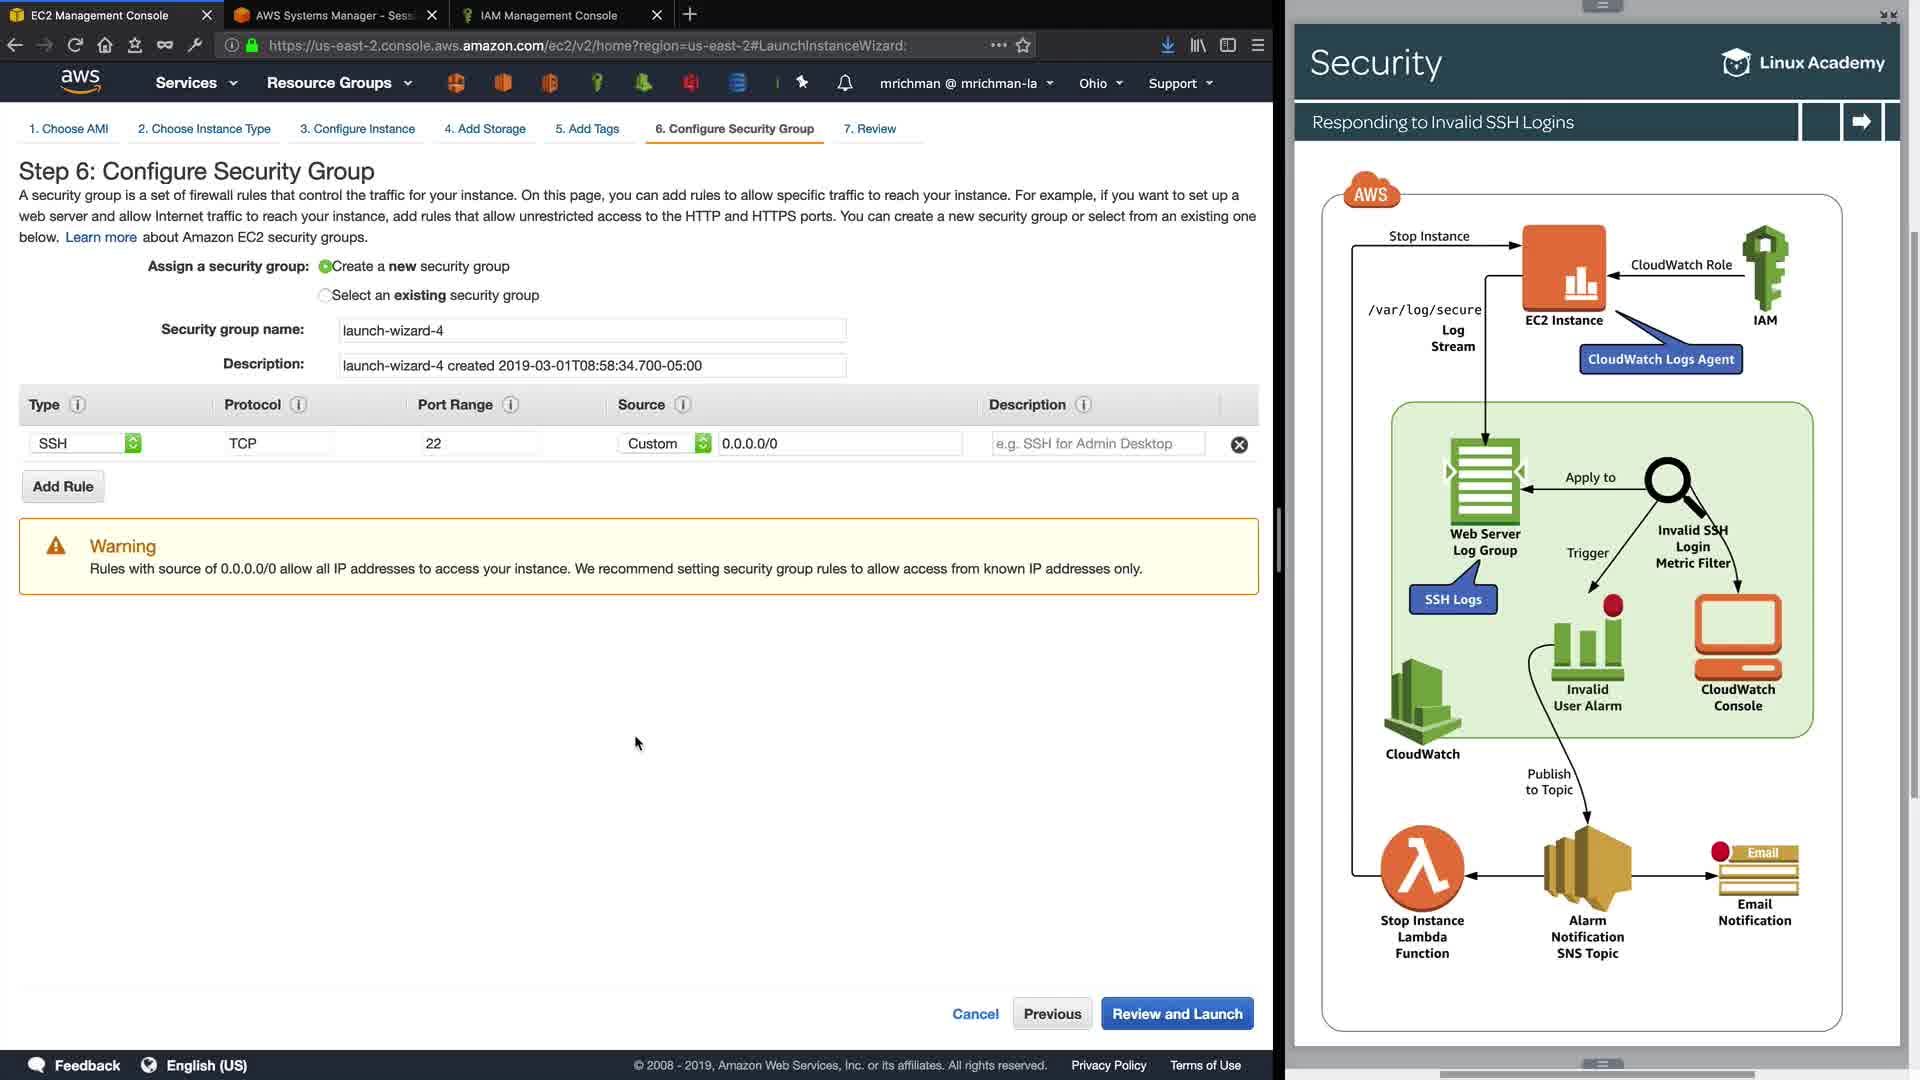 EC2 Management Console
AWS Systems Manager - Sess
IAM Management Console
https://us-east-2.console.aws.amazon.com/ec2/v2/home?region=us-east-2#LaunchInstanceWizard:
aws
Services
Resource Groups
mrichman @ mrichman-la
Ohio
Support
1. Choose AMI
2. Choose Instance Type
3. Configure Instance
4. Add Storage
5. Add Tags
6. Configure Security Group
7. Review
Step 6: Configure Security Group
A security group is a set of firewall rules that control the traffic for your instance. On this page, you can add rules to allow specific traffic to reach your instance. For example, if you want to set up a
web server and allow Internet traffic to reach your instance, add rules that allow unrestricted access to the HTTP and HTTPS ports. You can create a new security group or select from an existing one
below. Learn more about Amazon EC2 security groups.
Assign a security group: Create a new security group
Select an existing security group
Security group name: launch-wizard-4
Description: launch-wizard-4 created 2019-03-01T08:58:34.700-05:00
Type Protocol Port Range Source Description
SSH TCP 22 Custom 0.0.0.0/0 e.g. SSH for Admin Desktop
Add Rule
Warning
Rules with source of 0.0.0.0/0 allow all IP addresses to access your instance. We recommend setting security group rules to allow access from known IP addresses only.
Cancel
Previous
Review and Launch
Feedback
English (US)
© 2008 - 2019, Amazon Web Services, Inc. or its affiliates. All rights reserved.
Privacy Policy
Terms of Use
Security
Linux Academy
Responding to Invalid SSH Logins
AWS
Stop Instance
CloudWatch Role
/var/log/secure
Log
Stream
EC2 Instance
IAM
CloudWatch Logs Agent
Apply to
Web Server
Log Group
Invalid SSH
Login
Metric Filter
Trigger
SSH Logs
Invalid
User Alarm
CloudWatch
Console
CloudWatch
Publish
to Topic
Email
Stop Instance
Lambda
Function
Alarm
Notification
SNS Topic
Email
Notification